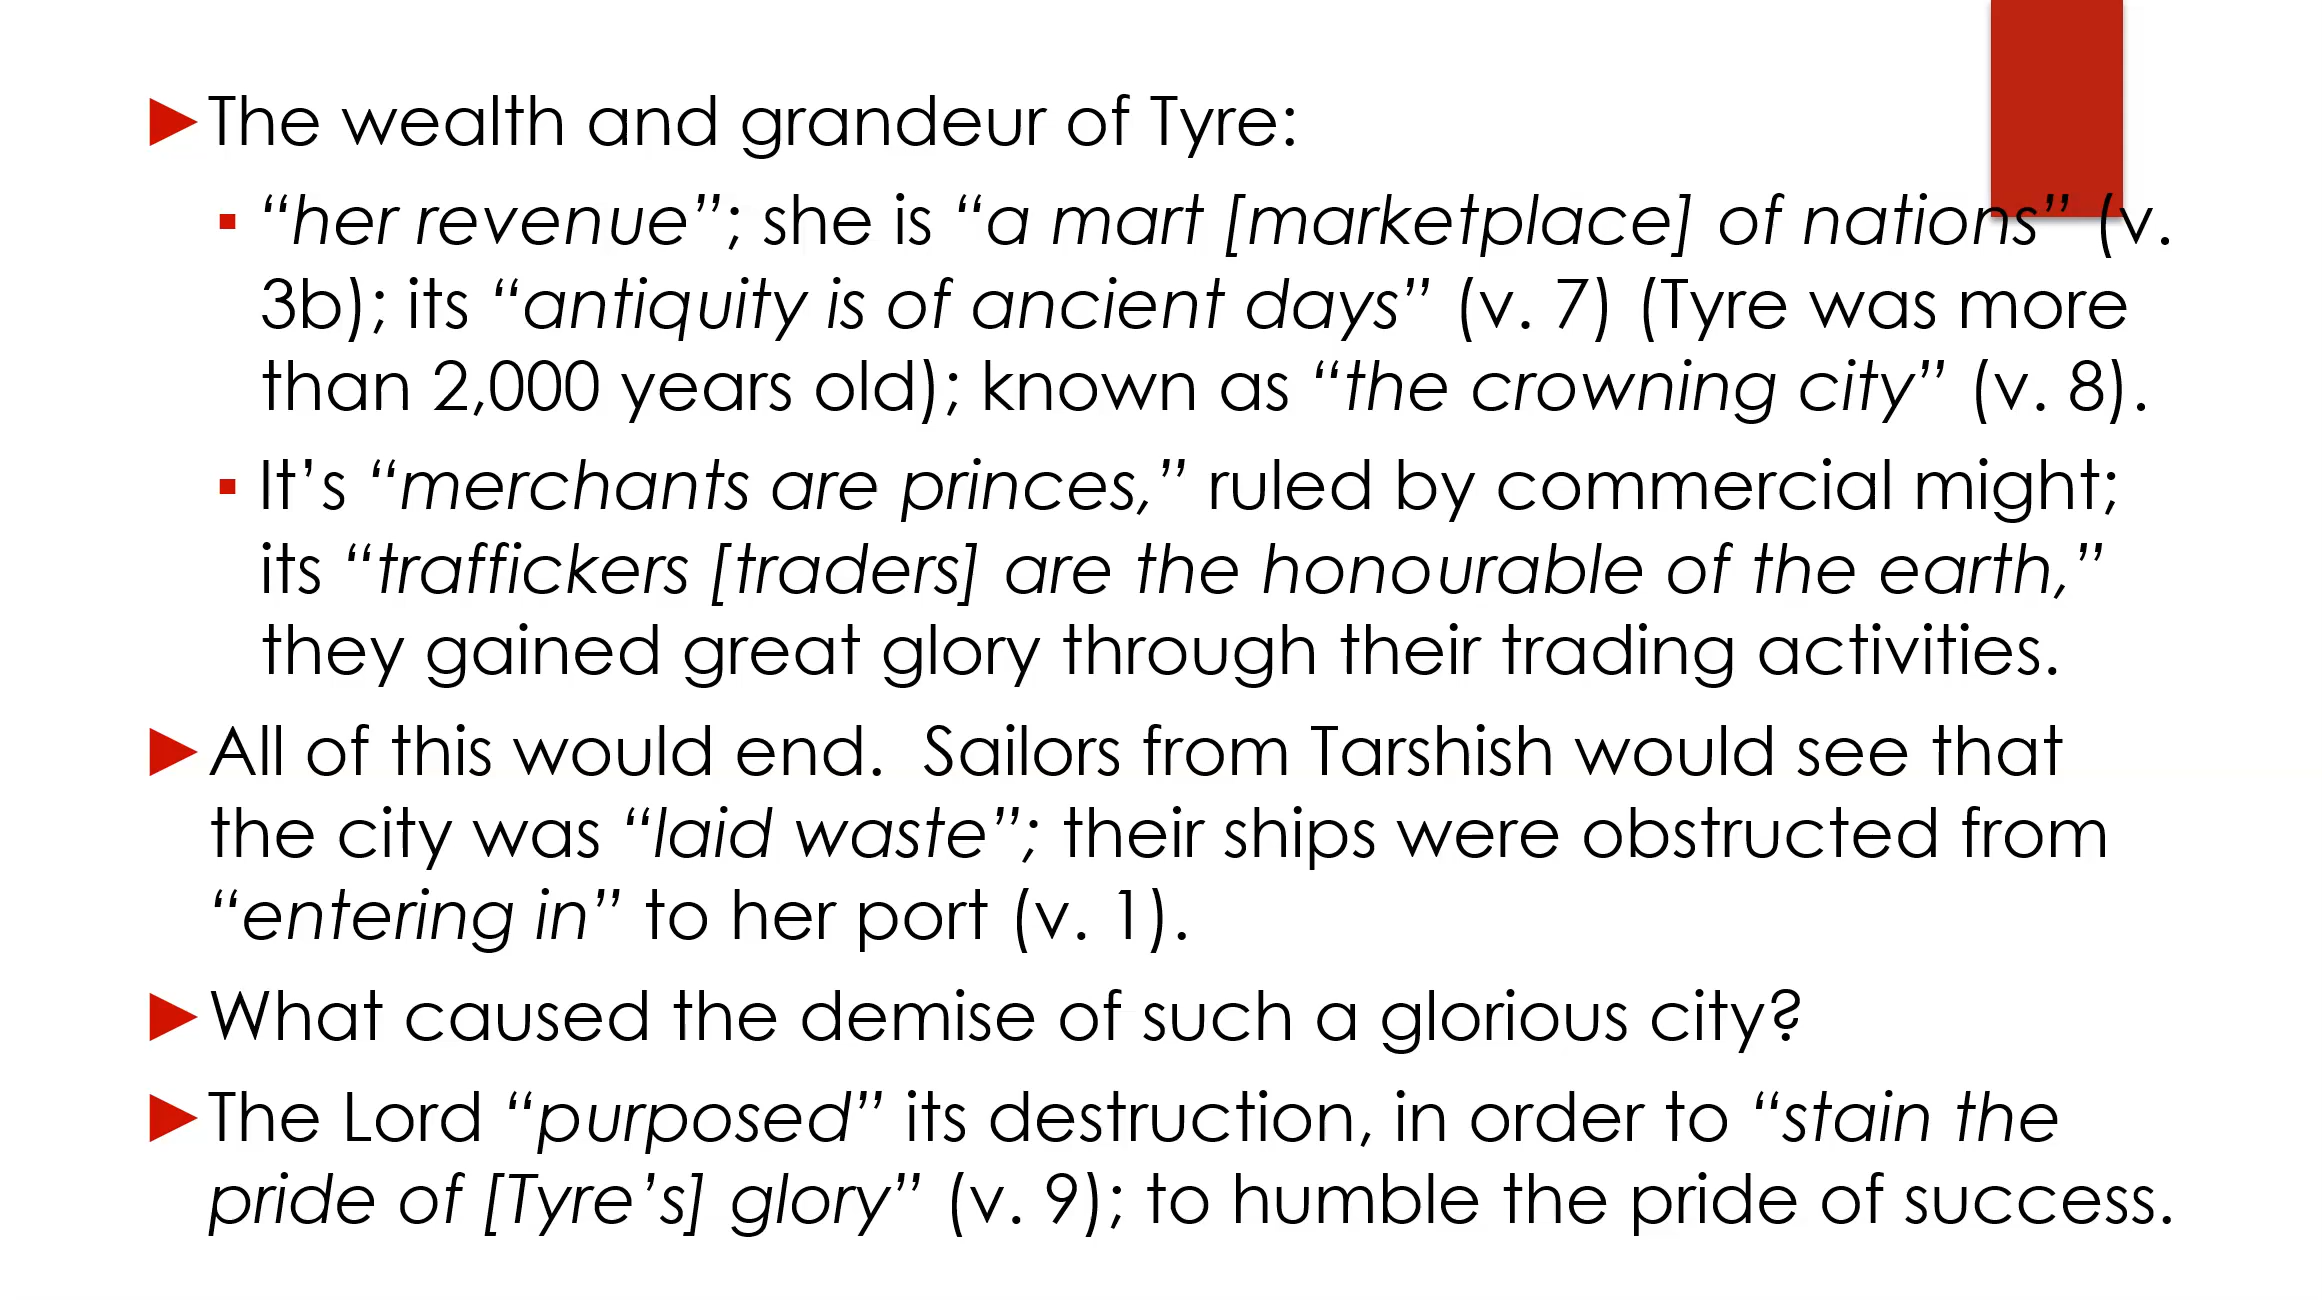 ►The wealth and grandeur of Tyre:
▪ “her revenue”; she is “a mart [marketplace] of nations” (v.
3b); its “antiquity is of ancient days” (v. 7) (Tyre was more
than 2,000 years old); known as “the crowning city” (v. 8).
▪ It’s “merchants are princes,” ruled by commercial might;
its “traffickers [traders] are the honourable of the earth,”
they gained great glory through their trading activities.
►All of this would end.  Sailors from Tarshish would see that
the city was “laid waste”; their ships were obstructed from
“entering in” to her port (v. 1).
►What caused the demise of such a glorious city?
►The Lord “purposed” its destruction, in order to “stain the
pride of [Tyre’s] glory” (v. 9); to humble the pride of success.